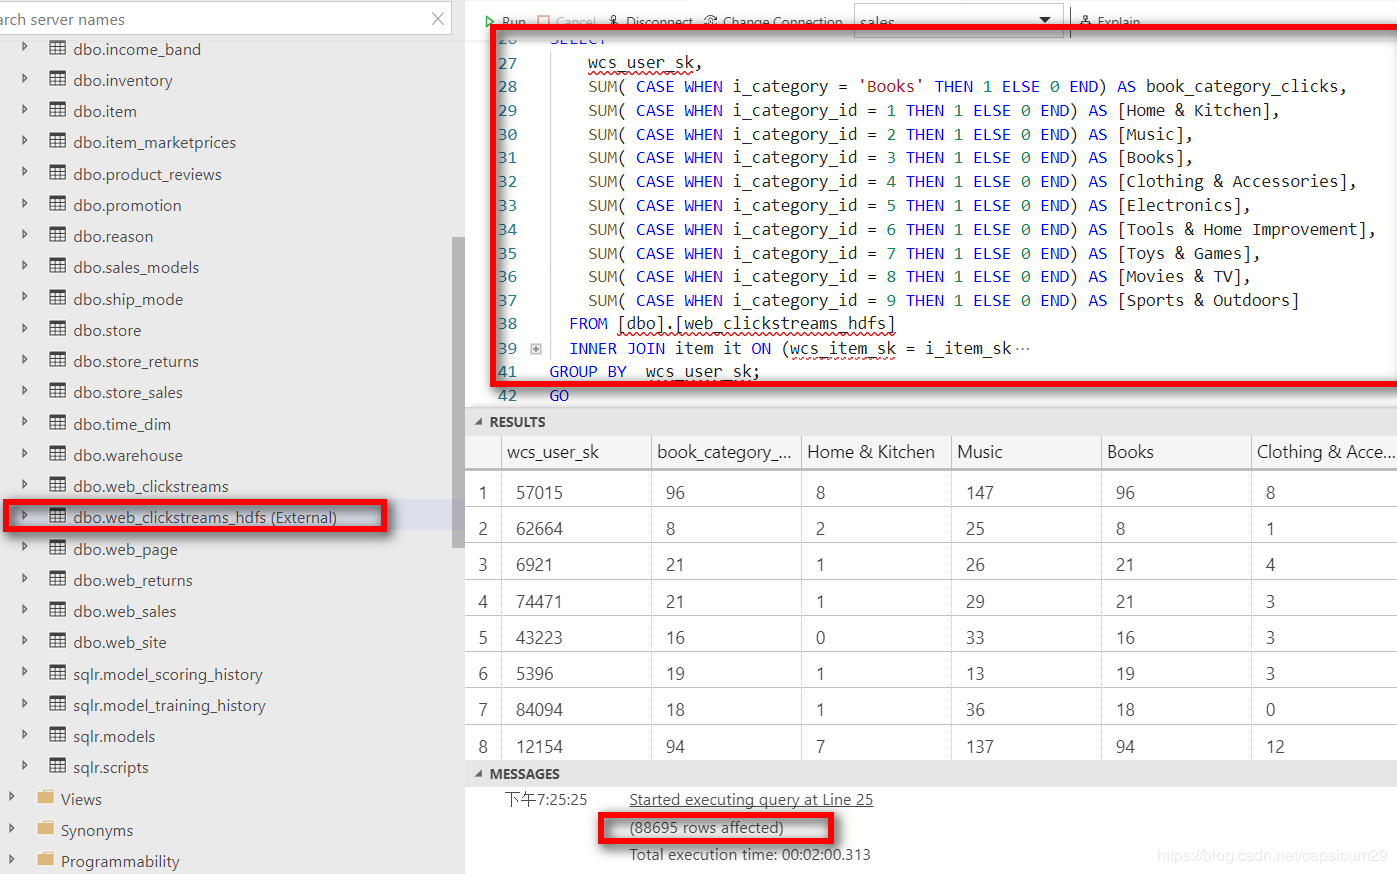 arch server names
dbo.income_band
dbo.inventory
dbo.item
dbo.item_marketprices
dbo.product_reviews
dbo.promotion
dbo.reason
dbo.sales_models
dbo.ship_mode
dbo.store
dbo.store_returns
dbo.store_sales
dbo.time_dim
dbo.warehouse
dbo.web_clickstreams
dbo.web_clickstreams_hdfs (External)
dbo.web_page
dbo.web_returns
dbo.web_sales
dbo.web_site
sqlr.model_scoring_history
sqlr.model_training_history
sqlr.models
sqlr.scripts
Views
Synonyms
Programmability
Run Cancel Disconnect Change Connection sales Explain
26 SELECT
27 wcs_user_sk,
28 SUM( CASE WHEN i_category = 'Books' THEN 1 ELSE 0 END) AS book_category_clicks,
29 SUM( CASE WHEN i_category_id = 1 THEN 1 ELSE 0 END) AS [Home & Kitchen],
30 SUM( CASE WHEN i_category_id = 2 THEN 1 ELSE 0 END) AS [Music],
31 SUM( CASE WHEN i_category_id = 3 THEN 1 ELSE 0 END) AS [Books],
32 SUM( CASE WHEN i_category_id = 4 THEN 1 ELSE 0 END) AS [Clothing & Accessories],
33 SUM( CASE WHEN i_category_id = 5 THEN 1 ELSE 0 END) AS [Electronics],
34 SUM( CASE WHEN i_category_id = 6 THEN 1 ELSE 0 END) AS [Tools & Home Improvement],
35 SUM( CASE WHEN i_category_id = 7 THEN 1 ELSE 0 END) AS [Toys & Games],
36 SUM( CASE WHEN i_category_id = 8 THEN 1 ELSE 0 END) AS [Movies & TV],
37 SUM( CASE WHEN i_category_id = 9 THEN 1 ELSE 0 END) AS [Sports & Outdoors]
38 FROM [dbo].[web_clickstreams_hdfs]
39 INNER JOIN item it ON (wcs_item_sk = i_item_sk···
41 GROUP BY wcs_user_sk;
42 GO
RESULTS
wcs_user_sk book_category_... Home & Kitchen Music Books Clothing & Acce...
1 57015 96 8 147 96 8
2 62664 8 2 25 8 1
3 6921 21 1 26 21 4
4 74471 21 1 29 21 3
5 43223 16 0 33 16 3
6 5396 19 1 13 19 3
7 84094 18 1 36 18 0
8 12154 94 7 137 94 12
MESSAGES
下午7:25:25 Started executing query at Line 25
(88695 rows affected)
Total execution time: 00:02:00.313
https://blog.csdn.net/capsicum29